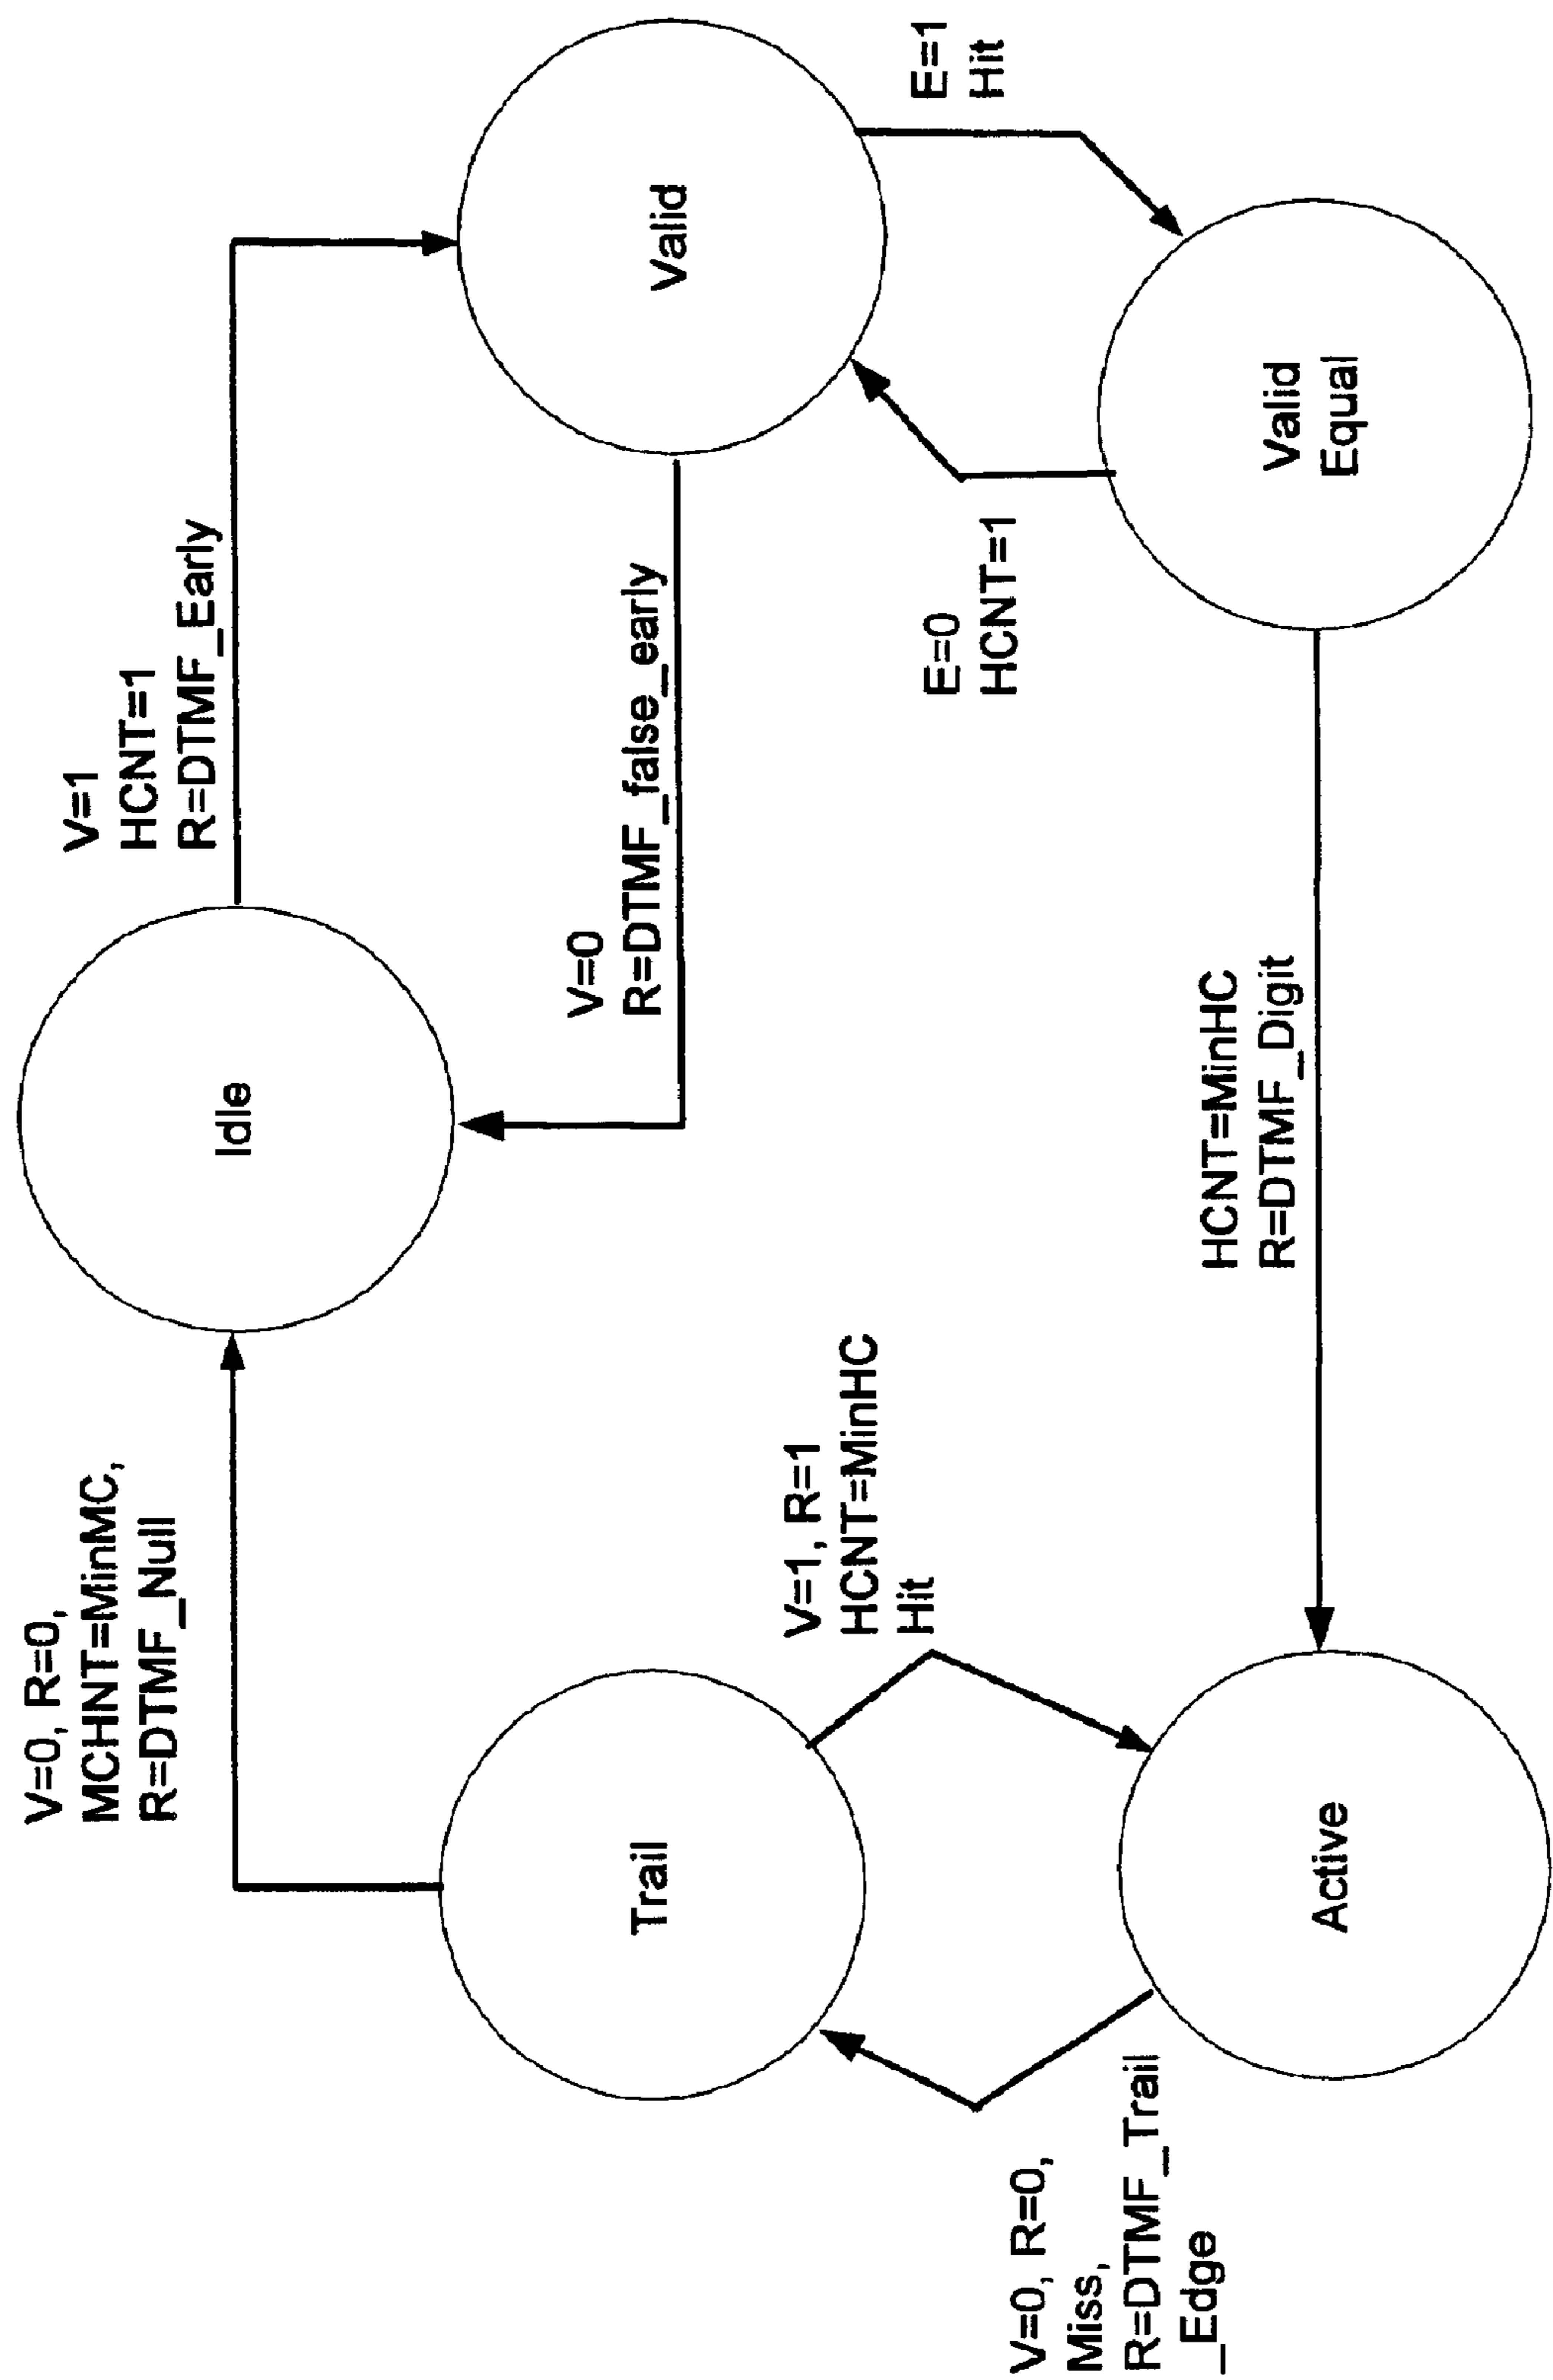 V=0, R=0,
MCHNT=MinMC,
R=DTMF_Null
V=1
HCNT=1
R=DTMF_Early
Idle
V=0
R=DTMF_false_early
Trail
Valid
V=1, R=1
HCNT=MinHC
Hit
E=0
HCNT=1
E=1
Hit
V=0, R=0,
Miss,
R=DTMF_Trail
_Edge
HCNT=MinHC
R=DTMF_Digit
Active
Valid
Equal